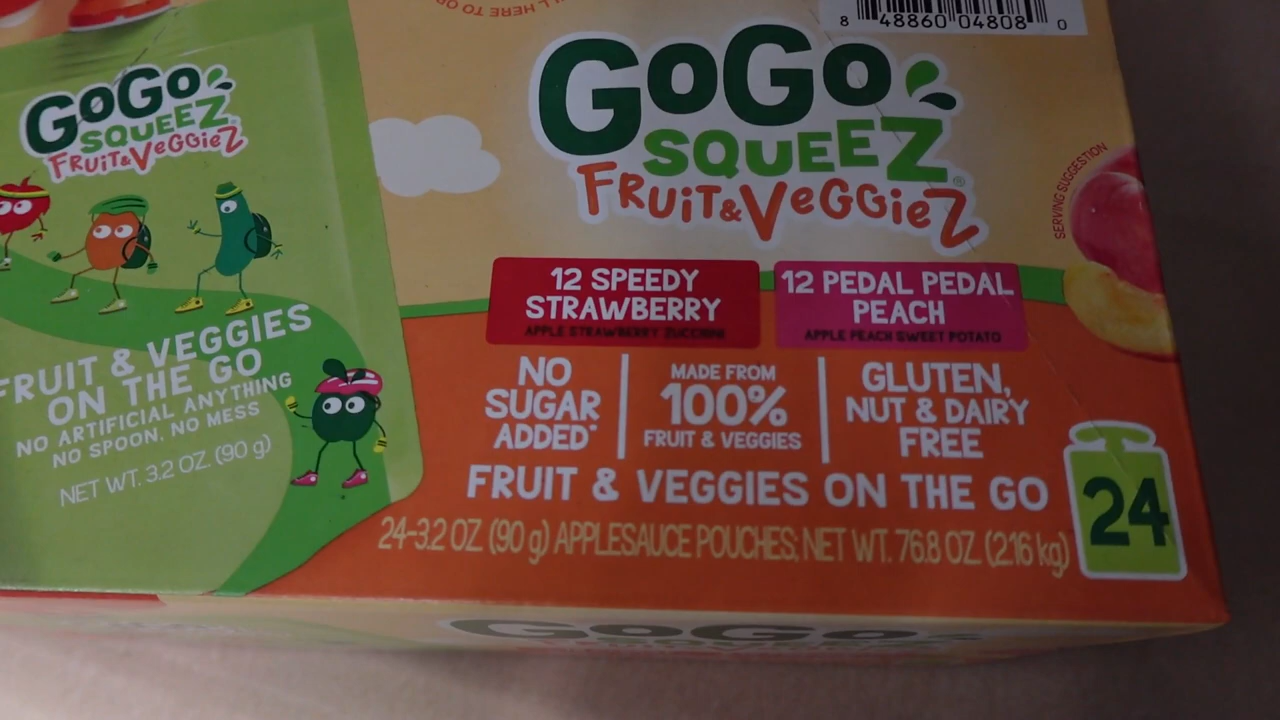 GoGo
SQUEEZ
FRUIT&VEGGIEZ
FRUIT & VEGGIES
ON THE GO
NO ARTIFICIAL ANYTHING
NO SPOON, NO MESS
NET WT. 3.2 OZ. (90 g)
HERE TO
8 48860 04808 0
GoGo
SQUEEZ
FRUIT&VEGGIEZ®
SERVING SUGGESTION
12 SPEEDY
STRAWBERRY
APPLE STRAWBERRY ZUCCHINI
12 PEDAL PEDAL
PEACH
APPLE PEACH SWEET POTATO
NO
SUGAR
ADDED*
MADE FROM
100%
FRUIT & VEGGIES
GLUTEN,
NUT & DAIRY
FREE
FRUIT & VEGGIES ON THE GO
24-3.2 OZ (90 g) APPLESAUCE POUCHES; NET WT. 76.8 OZ. (2.16 kg)
24
GoGo